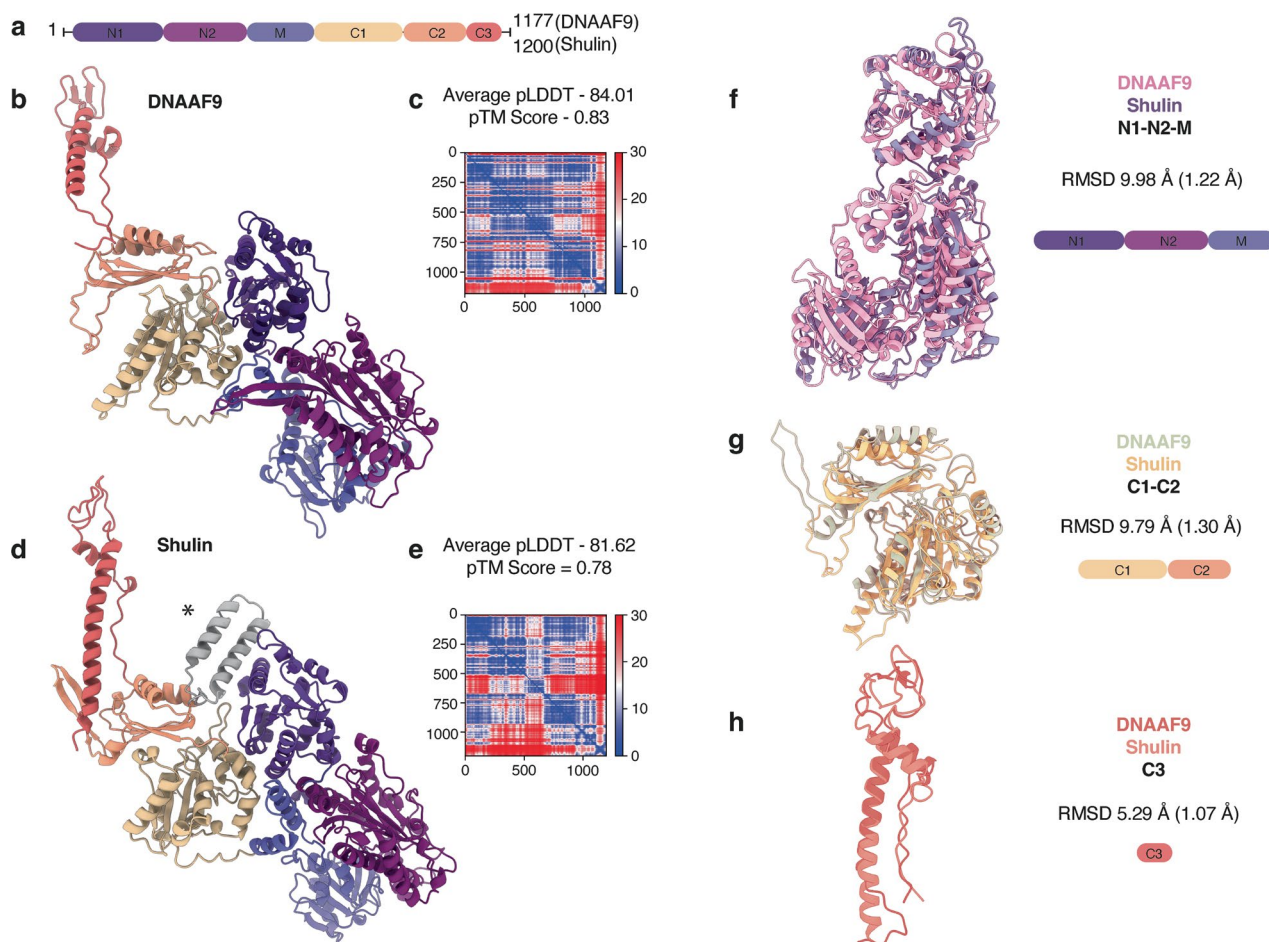 a
1
N1 N2 M C1 C2 C3
1177 (DNAAF9)
1200 (Shulin)
b
DNAAF9
c
Average pLDDT - 84.01
pTM Score - 0.83
0
250
500
750
1000
0 500 1000
30
20
10
0
d
Shulin
*
e
Average pLDDT - 81.62
pTM Score = 0.78
0
250
500
750
1000
0 500 1000
30
20
10
0
f
DNAAF9
Shulin
N1-N2-M
RMSD 9.98 Å (1.22 Å)
N1 N2 M
g
DNAAF9
Shulin
C1-C2
RMSD 9.79 Å (1.30 Å)
C1 C2
h
DNAAF9
Shulin
C3
RMSD 5.29 Å (1.07 Å)
C3